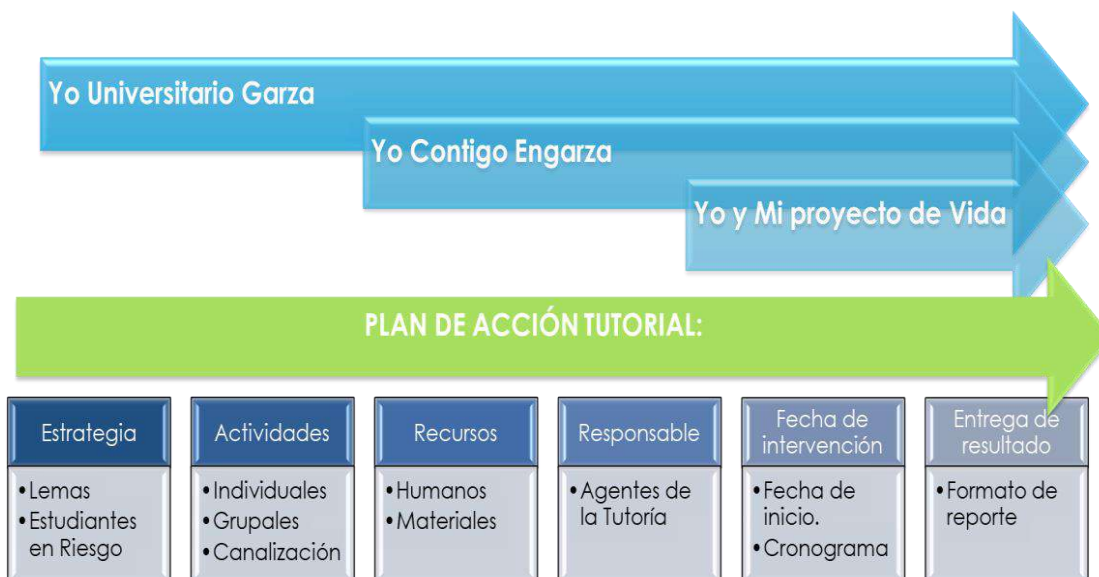 Yo Universitario Garza
Yo Contigo Engarza
Yo y Mi proyecto de Vida
PLAN DE ACCIÓN TUTORIAL:
Estrategia
•Lemas
•Estudiantes
en Riesgo
Actividades
•Individuales
•Grupales
•Canalización
Recursos
•Humanos
•Materiales
Responsable
•Agentes de
la Tutoría
Fecha de
intervención
•Fecha de
inicio.
•Cronograma
Entrega de
resultado
•Formato de
reporte